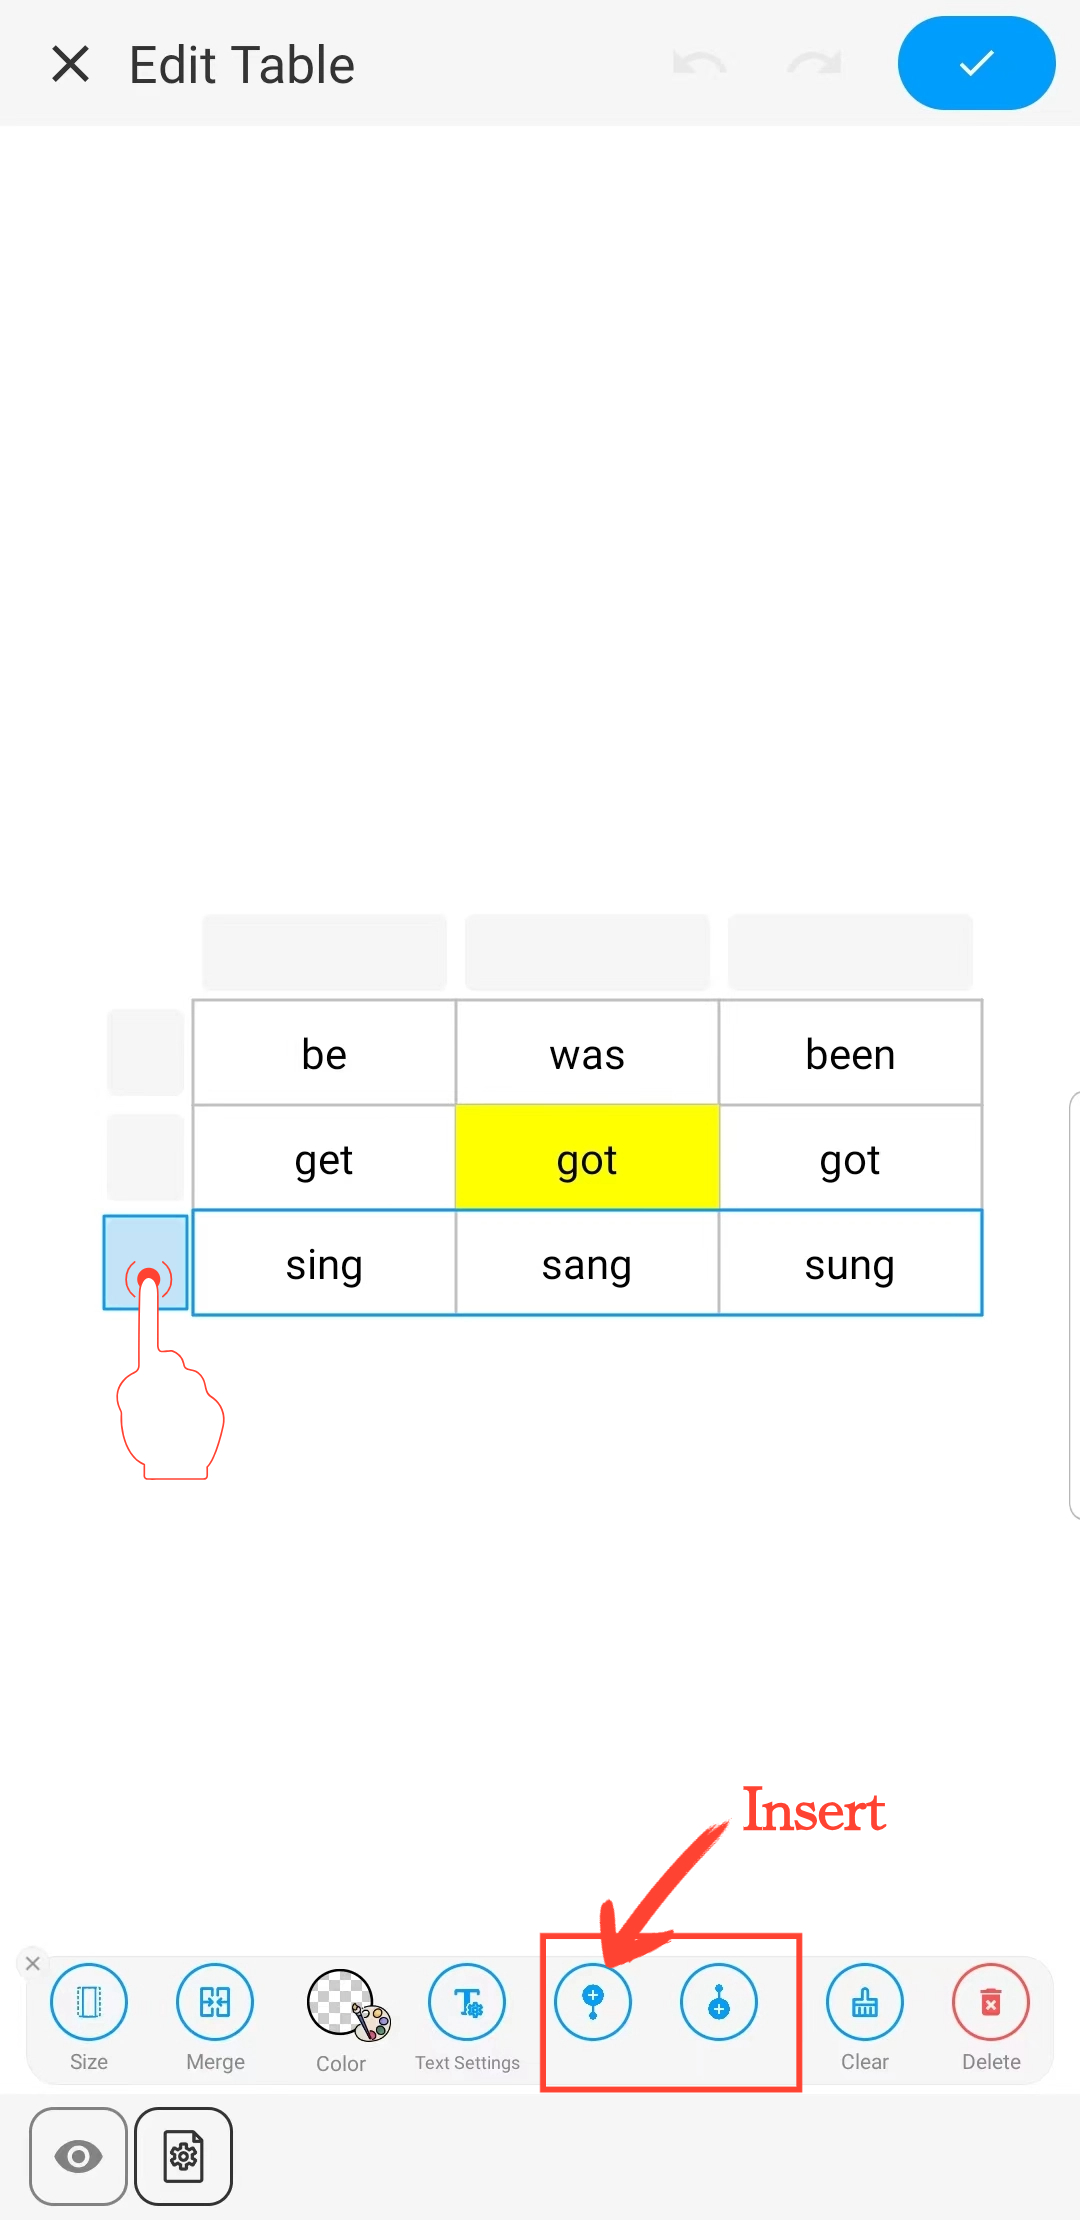 Edit Table
be was been
get got got
sing sang sung
Insert
Size Merge Color Text Settings Clear Delete